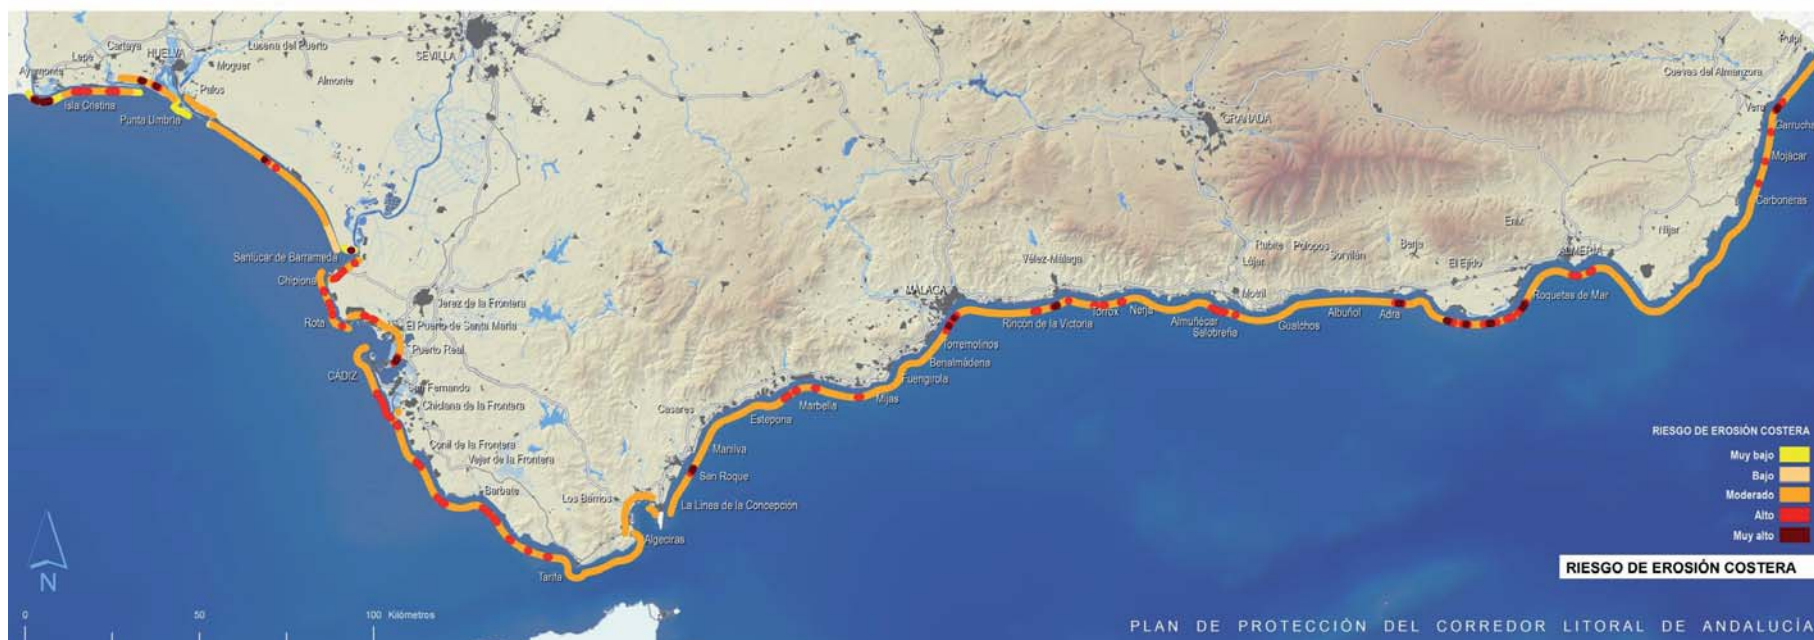 Pulpí
Cartaya
HUELVA
Lusena del Puerto
SEVILLA
Lepe
Moguer
Ayamonte
Almonte
Cuevas del Almanzora
Palos
Isla Cristina
Vera
Punta Umbría
GRANADA
Garrucha
Mojácar
Carboneras
Enix
Níjar
Sanlúcar de Barrameda
Rubite
Polopos
Berja
ALMERÍA
Lújar
Sorvilán
El Ejido
Vélez-Málaga
Chipiona
MÁLAGA
Motril
Roquetas de Mar
Jerez de la Frontera
Rincón de la Victoria
Torrox
Nerja
Almuñécar
Albuñol
Adra
Rota
El Puerto de Santa María
Salobreña
Gualchos
Puerto Real
Torremolinos
Benalmádena
CÁDIZ
San Fernando
Fuengirola
Chiclana de la Frontera
Casares
Marbella
Mijas
Estepona
Conil de la Frontera
Manilva
Vejer de la Frontera
San Roque
Barbate
Los Barrios
La Línea de la Concepción
Algeciras
Tarifa
RIESGO DE EROSIÓN COSTERA
Muy bajo
Bajo
Moderado
Alto
Muy alto
RIESGO DE EROSIÓN COSTERA
N
0 50 100 Kilómetros
PLAN DE PROTECCIÓN DEL CORREDOR LITORAL DE ANDALUCÍA